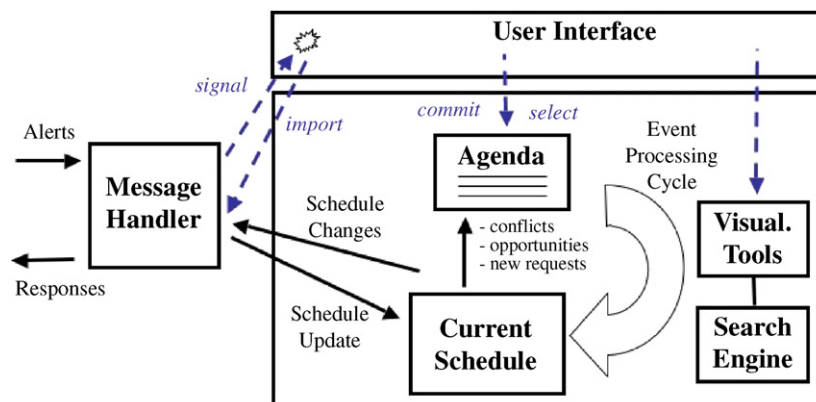 User Interface
signal
import
commit
select
Alerts
Message
Handler
Responses
Agenda
Event
Processing
Cycle
Schedule
Changes
- conflicts
- opportunities
- new requests
Visual.
Tools
Schedule
Update
Current
Schedule
Search
Engine